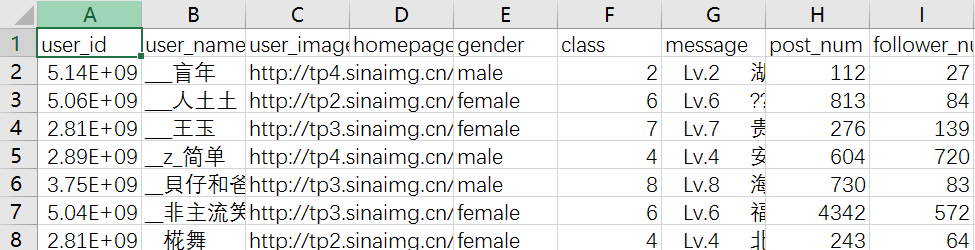 A B C D E F G H I
1 user_id user_name user_image homepage gender class message post_num follower_nu
2 5.14E+09 __盲年 http://tp4.sinaimg.cn/ male 2 Lv.2 湖 112 27
3 5.06E+09 __人土土 http://tp2.sinaimg.cn/ female 6 Lv.6 ?? 813 84
4 2.81E+09 __王玉 http://tp3.sinaimg.cn/ female 7 Lv.7 贵 276 139
5 2.89E+09 __z_简单 http://tp4.sinaimg.cn/ male 4 Lv.4 安 604 720
6 3.75E+09 __貝仔和爸 http://tp3.sinaimg.cn/ male 8 Lv.8 海 730 83
7 5.04E+09 __非主流笑 http://tp3.sinaimg.cn/ female 6 Lv.6 福 4342 572
8 2.81E+09 __椛舞 http://tp2.sinaimg.cn/ female 4 Lv.4 北 243 64